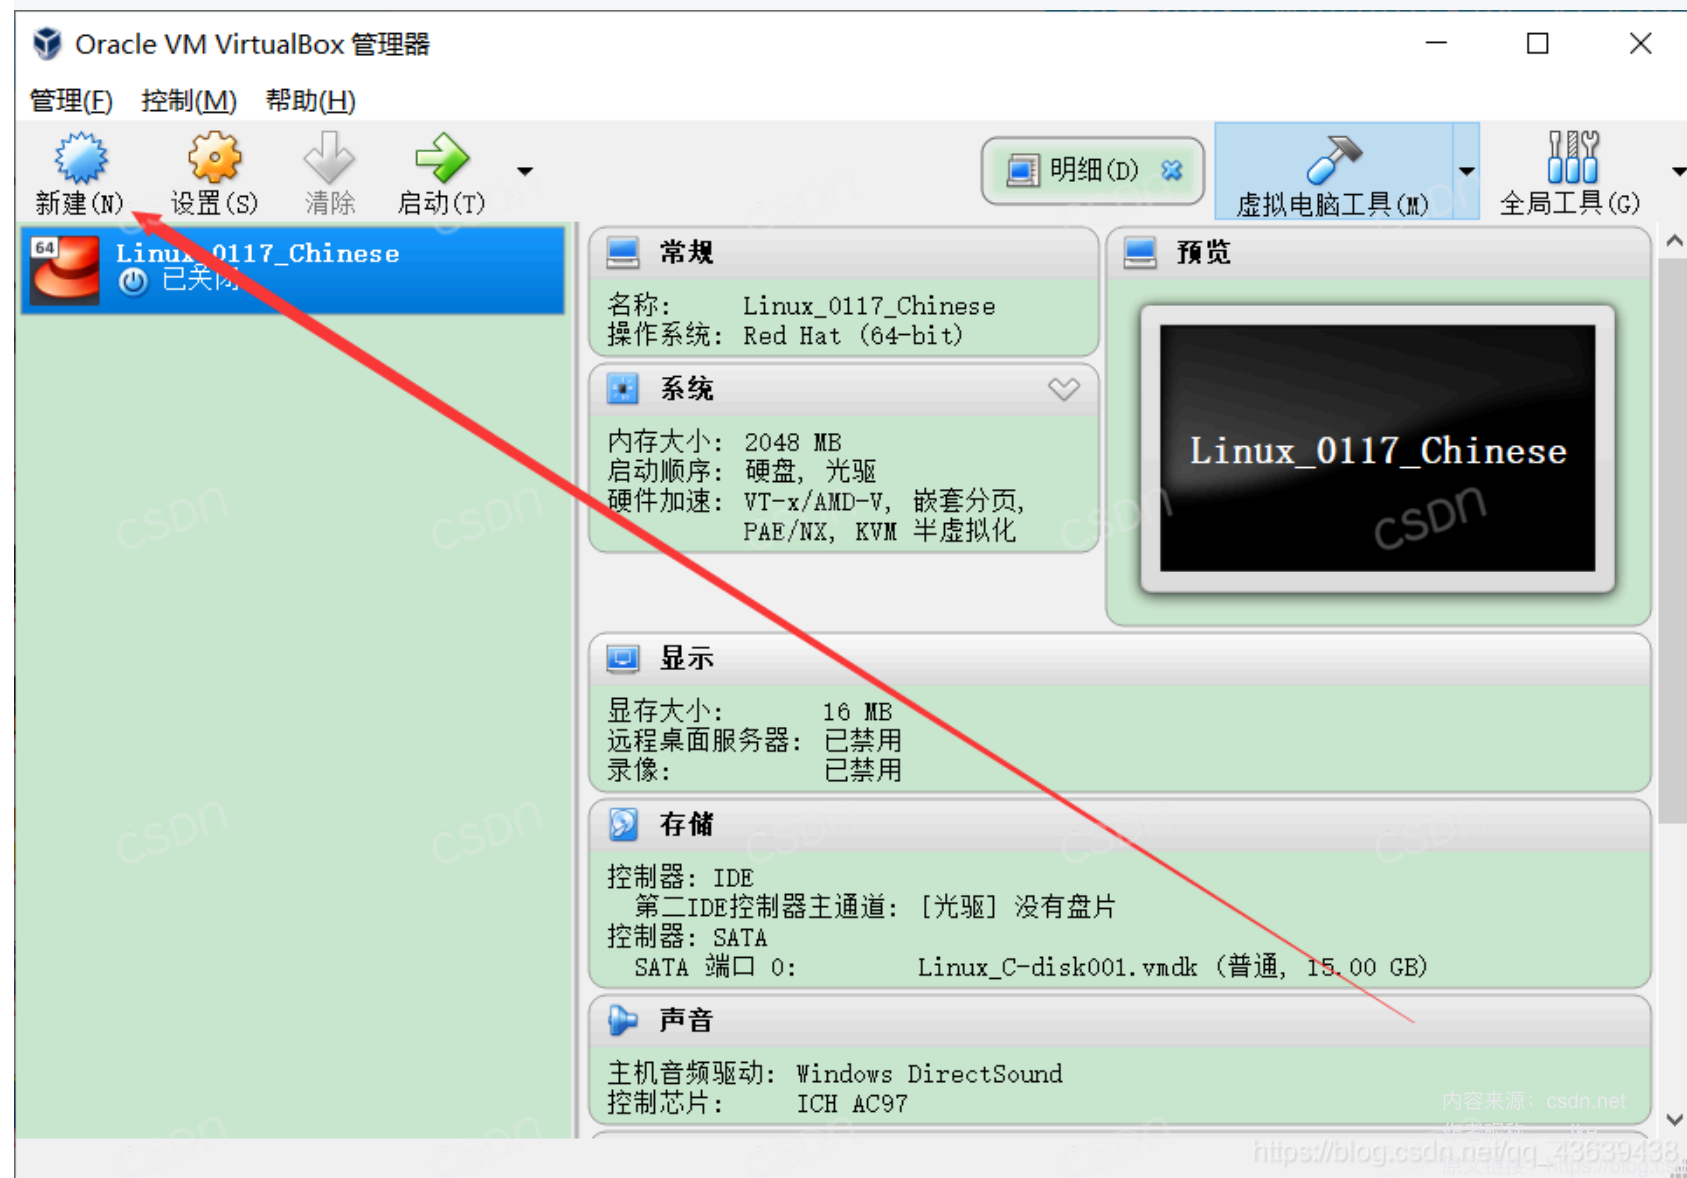 Oracle VM VirtualBox 管理器
管理(F) 控制(M) 帮助(H)
新建(N) 设置(S) 清除 启动(T) 明细(D) 虚拟电脑工具(M) 全局工具(G)
64 Linux_0117_Chinese
已关闭
常规
名称: Linux_0117_Chinese
操作系统: Red Hat (64-bit)
系统
内存大小: 2048 MB
启动顺序: 硬盘, 光驱
硬件加速: VT-x/AMD-V, 嵌套分页,
PAE/NX, KVM 半虚拟化
预览
Linux_0117_Chinese
显示
显存大小: 16 MB
远程桌面服务器: 已禁用
录像: 已禁用
存储
控制器: IDE
第二IDE控制器主通道: [光驱] 没有盘片
控制器: SATA
SATA 端口 0: Linux_C-disk001.vmdk (普通, 15.00 GB)
声音
主机音频驱动: Windows DirectSound
控制芯片: ICH AC97
内容来源: csdn.net
https://blog.csdn.net/qq_43639438
CSDN